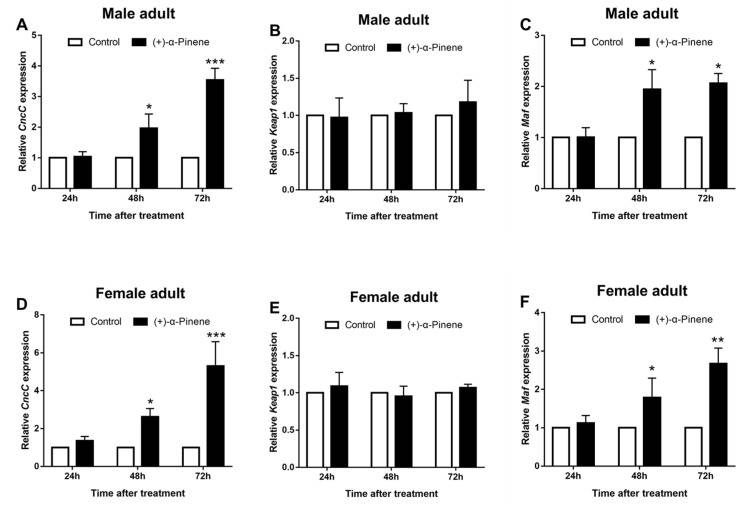 Male adult
A
Control (+)-α-Pinene
Relative CncC expression
5
4
3
2
1
0
*
***
24h 48h 72h
Time after treatment
Male adult
B
Control (+)-α-Pinene
Relative Keap1 expression
2.0
1.5
1.0
0.5
0.0
24h 48h 72h
Time after treatment
Male adult
C
Control (+)-α-Pinene
Relative Maf expression
3
2
1
0
*
*
24h 48h 72h
Time after treatment
Female adult
D
Control (+)-α-Pinene
Relative CncC expression
8
6
4
2
0
*
***
24h 48h 72h
Time after treatment
Female adult
E
Control (+)-α-Pinene
Relative Keap1 expression
2.0
1.5
1.0
0.5
0.0
24h 48h 72h
Time after treatment
Female adult
F
Control (+)-α-Pinene
Relative Maf expression
4
3
2
1
0
*
**
24h 48h 72h
Time after treatment